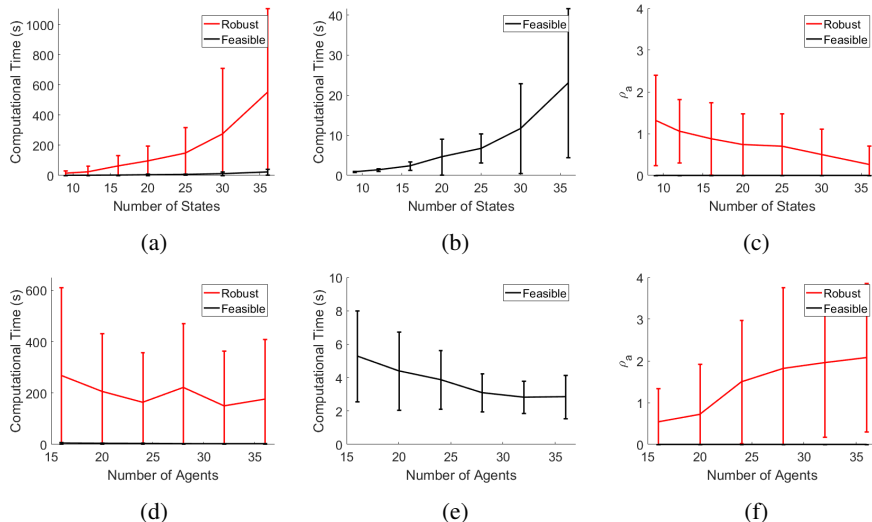 Computational Time (s)
1000
800
600
400
200
0
10 15 20 25 30 35
Number of States
Robust
Feasible
(a)
Computational Time (s)
40
30
20
10
0
10 15 20 25 30 35
Number of States
Feasible
(b)
ρa
4
3
2
1
0
10 15 20 25 30 35
Number of States
Robust
Feasible
(c)
Computational Time (s)
600
400
200
0
15 20 25 30 35
Number of Agents
Robust
Feasible
(d)
Computational Time (s)
10
8
6
4
2
0
15 20 25 30 35
Number of Agents
Feasible
(e)
ρa
4
3
2
1
0
15 20 25 30 35
Number of Agents
Robust
Feasible
(f)